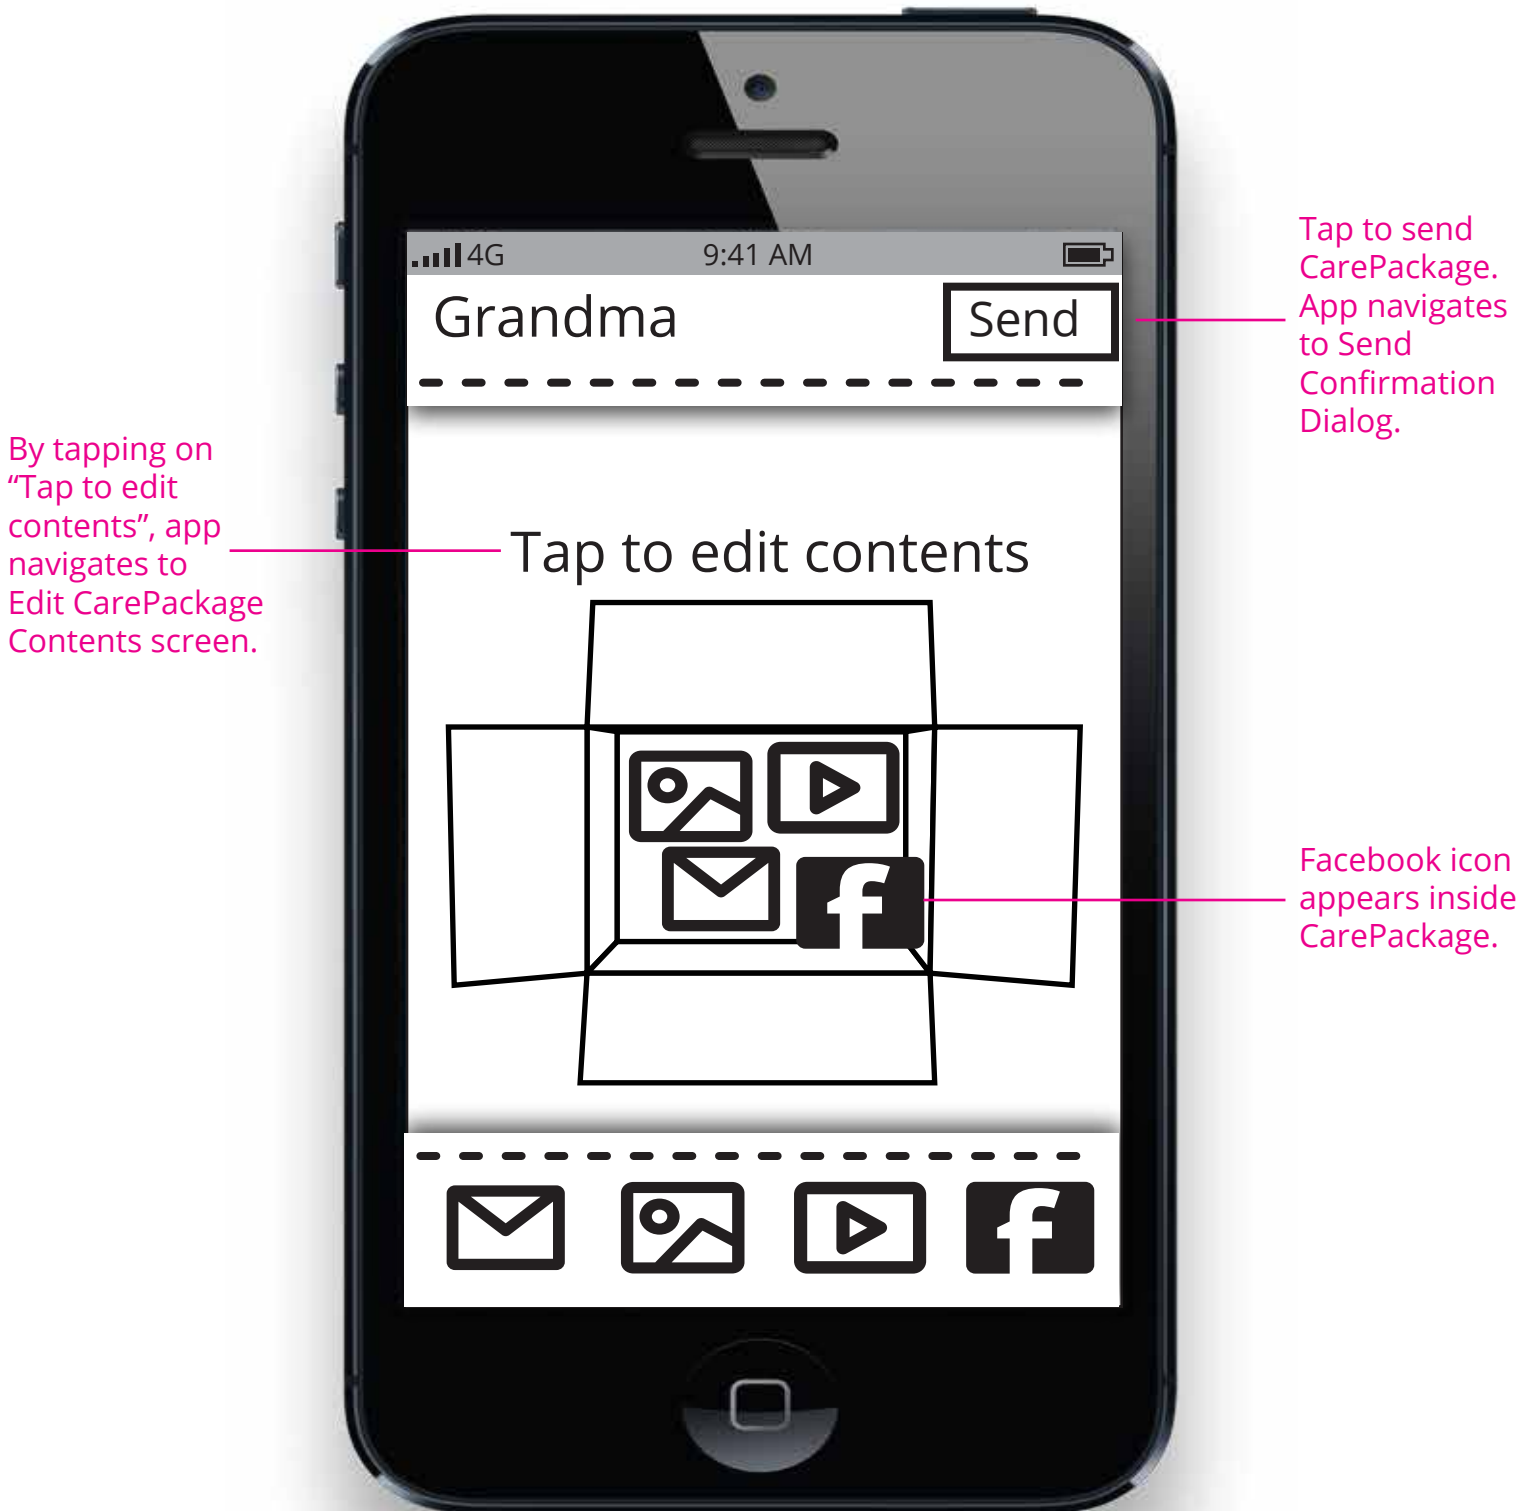 4G 9:41 AM
Grandma
Send
Tap to send
CarePackage.
App navigates
to Send
Confirmation
Dialog.
By tapping on
“Tap to edit
contents”, app
navigates to
Edit CarePackage
Contents screen.
Tap to edit contents
Facebook icon
appears inside
CarePackage.